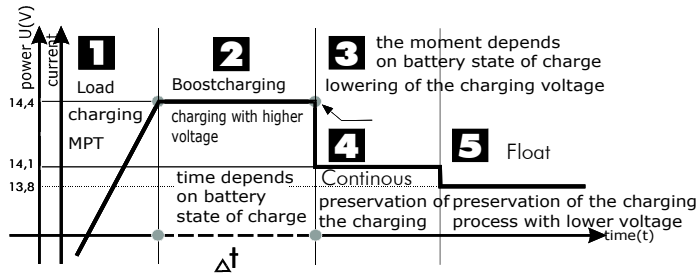 power U(V)
current
1
Load
charging
MPT
2
Boostcharging
charging with higher
voltage
time depends
on battery
state of charge
3
the moment depends
on battery state of charge
lowering of the charging voltage
4
Continous
preservation of
the charging
5
Float
preservation of the charging
process with lower voltage
14,4
14,1
13,8
time(t)
Δt